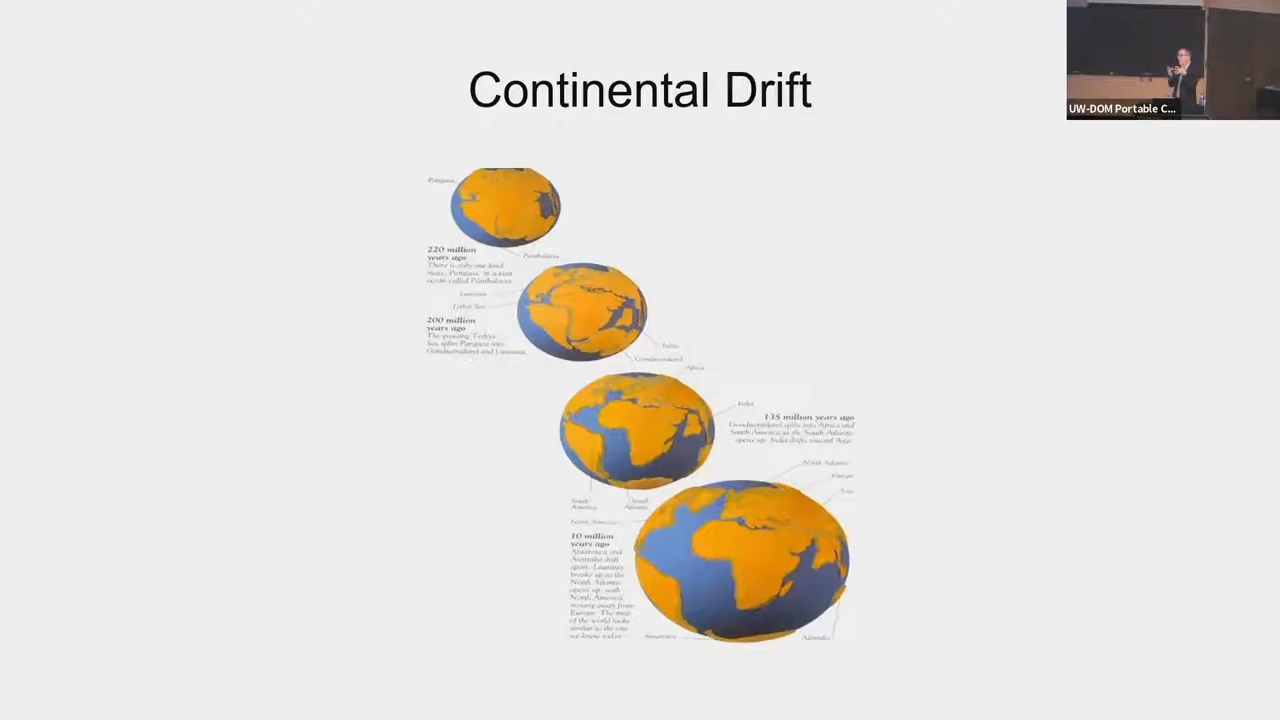 Continental Drift
UW-DOM Portable C...
Pangaea
220 million
years ago
There is only one land
mass, Pangaea, in a vast
ocean called Panthalassa
Panthalassa
Laurasia
Tethys Sea
200 million
years ago
The growing Tethys
Sea splits Pangaea into
Gondwanaland and Laurasia.
India
Gondwanaland
Africa
India
135 million years ago
Gondwanaland splits into Africa and
South America as the South Atlantic
opens up. India drifts toward Asia.
South
America
South
Atlantic
North Atlantic
Europe
Asia
North America
10 million
years ago
Antarctica and
Australia drift
apart. Laurasia
breaks up as the
North Atlantic
opens up, with
North America
moving away from
Europe. The map
of the world looks
similar to the one
we know today.
Antarctica
Australia